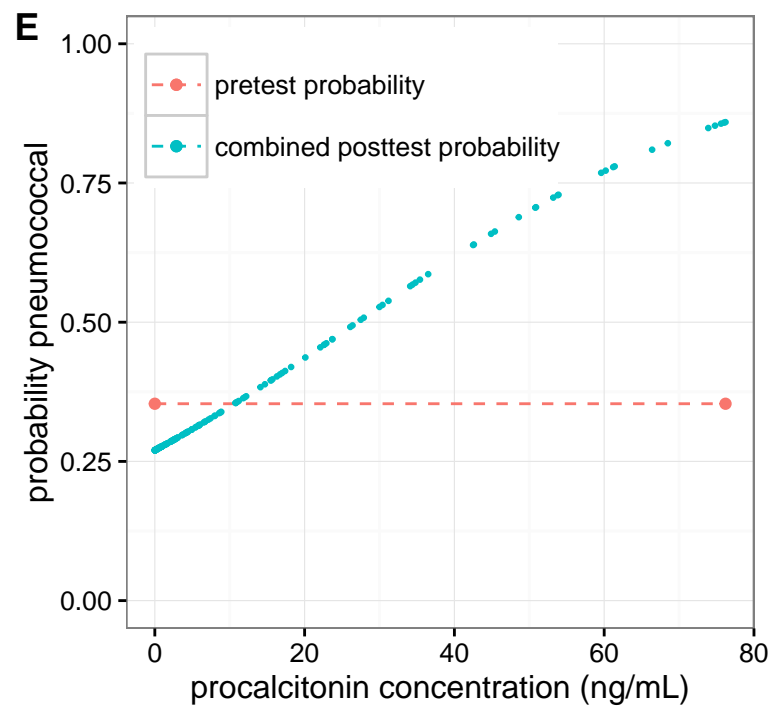 E
1.00
0.75
0.50
0.25
0.00
probability pneumococcal
pretest probability
combined posttest probability
0 20 40 60 80
procalcitonin concentration (ng/mL)